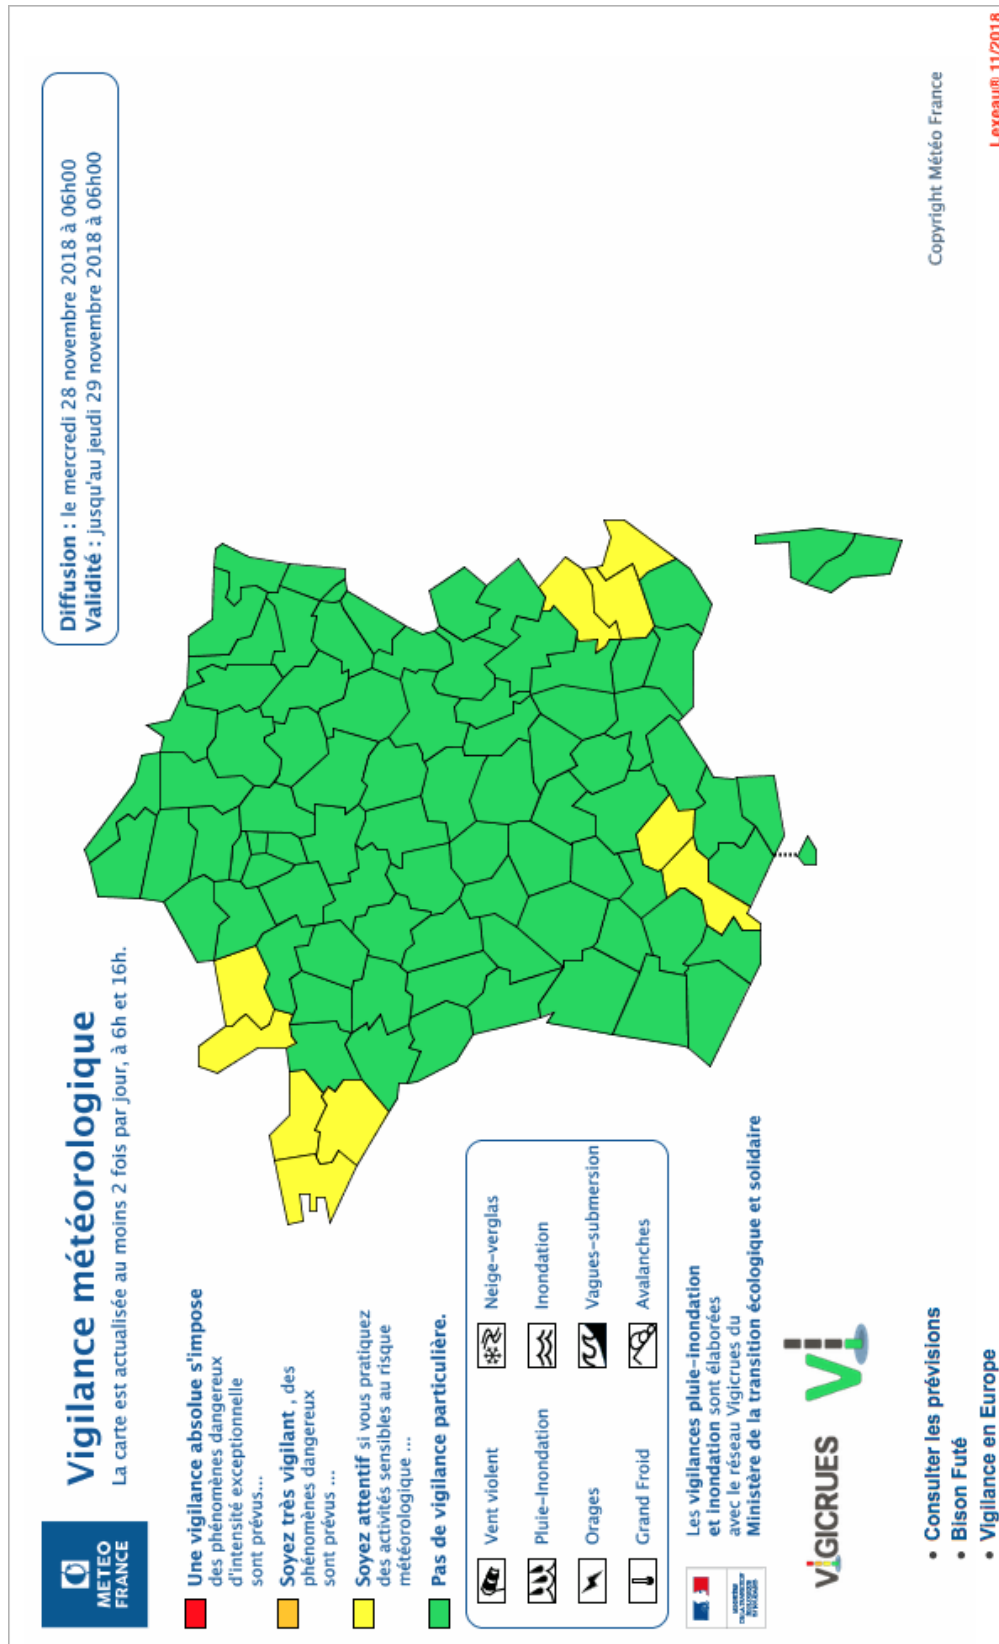 METEO
FRANCE
Vigilance météorologique
La carte est actualisée au moins 2 fois par jour, à 6h et 16h.
Diffusion : le mercredi 28 novembre 2018 à 06h00
Validité : jusqu'au jeudi 29 novembre 2018 à 06h00
Une vigilance absolue s'impose
des phénomènes dangereux
d'intensité exceptionnelle
sont prévus...
Soyez très vigilant , des
phénomènes dangereux
sont prévus ...
Soyez attentif si vous pratiquez
des activités sensibles au risque
météorologique ...
Pas de vigilance particulière.
Vent violent
Neige-verglas
Pluie-Inondation
Inondation
Orages
Vagues-submersion
Grand Froid
Avalanches
Les vigilances pluie-inondation
et inondation sont élaborées
avec le réseau Vigicrues du
Ministère de la transition écologique et solidaire
VIGICRUES
• Consulter les prévisions
• Bison Futé
• Vigilance en Europe
Copyright Météo France
Lexeau® 11/2018